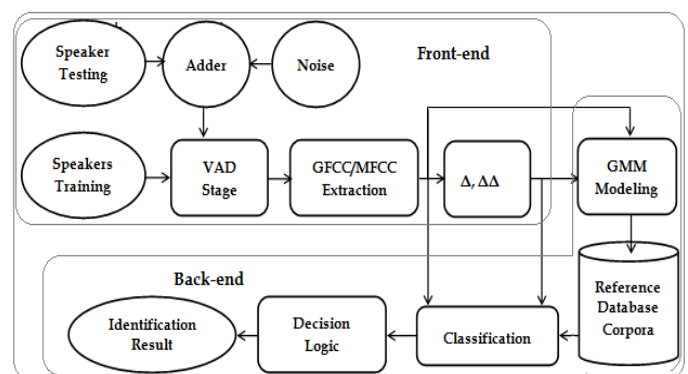 Speaker
Testing
Adder
Noise
Front-end
Speakers
Training
VAD
Stage
GFCC/MFCC
Extraction
Δ, ΔΔ
GMM
Modeling
Back-end
Identification
Result
Decision
Logic
Classification
Reference
Database
Corpora